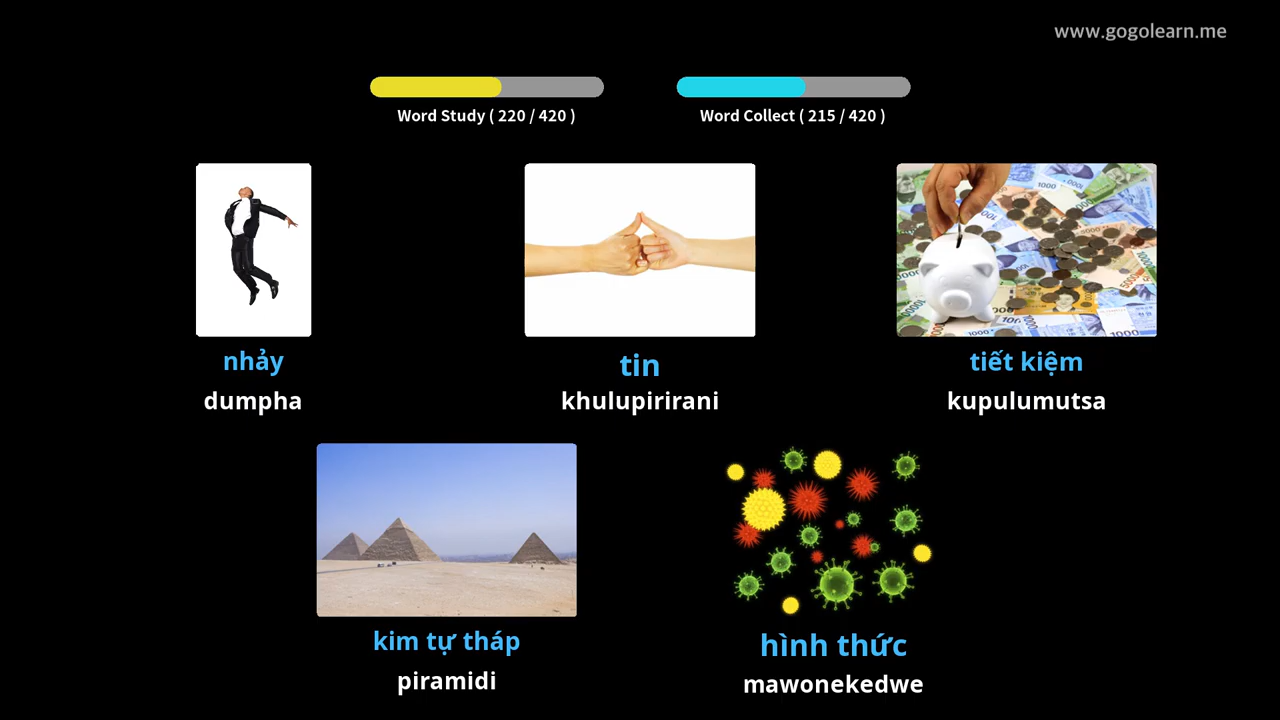 www.gogolearn.me
Word Study ( 220 / 420 )
Word Collect ( 215 / 420 )
nhảy
dumpha
tin
khulupirirani
tiết kiệm
kupulumutsa
kim tự tháp
piramidi
hình thức
mawonekedwe